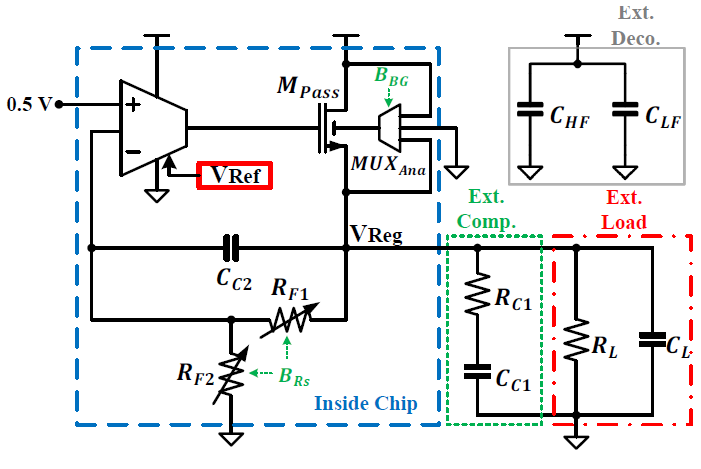 Ext.
Deco.
C_HF
C_LF
0.5 V
+
−
M_Pass
B_BG
MUX_Ana
VRef
VReg
Ext.
Comp.
Ext.
Load
C_C2
R_F1
R_F2
B_Rs
R_C1
C_C1
R_L
C_L
Inside Chip